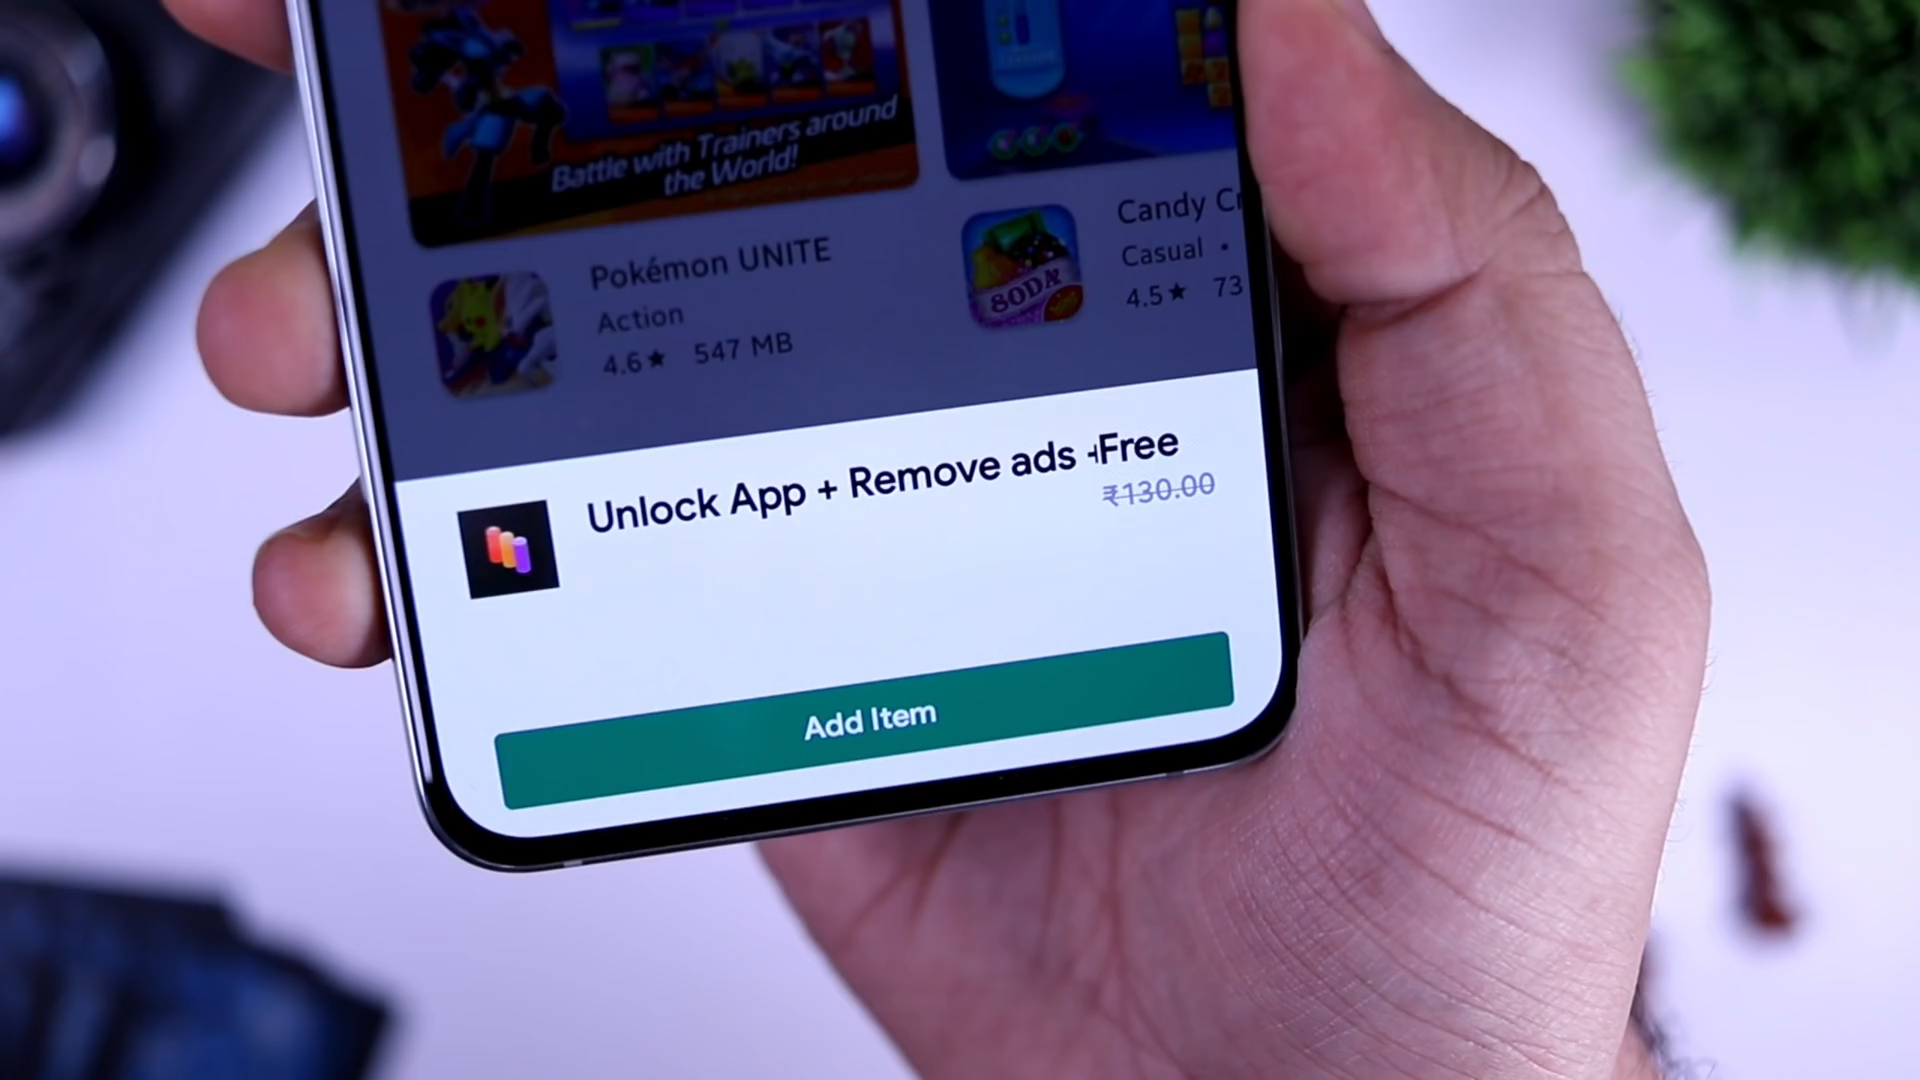 Battle with Trainers around
the World!
Pokémon UNITE
Action
4.6★ 547 MB
SODA
Candy Cr
Casual •
4.5★ 73
Unlock App + Remove ads -
Free
₹130.00
Add Item